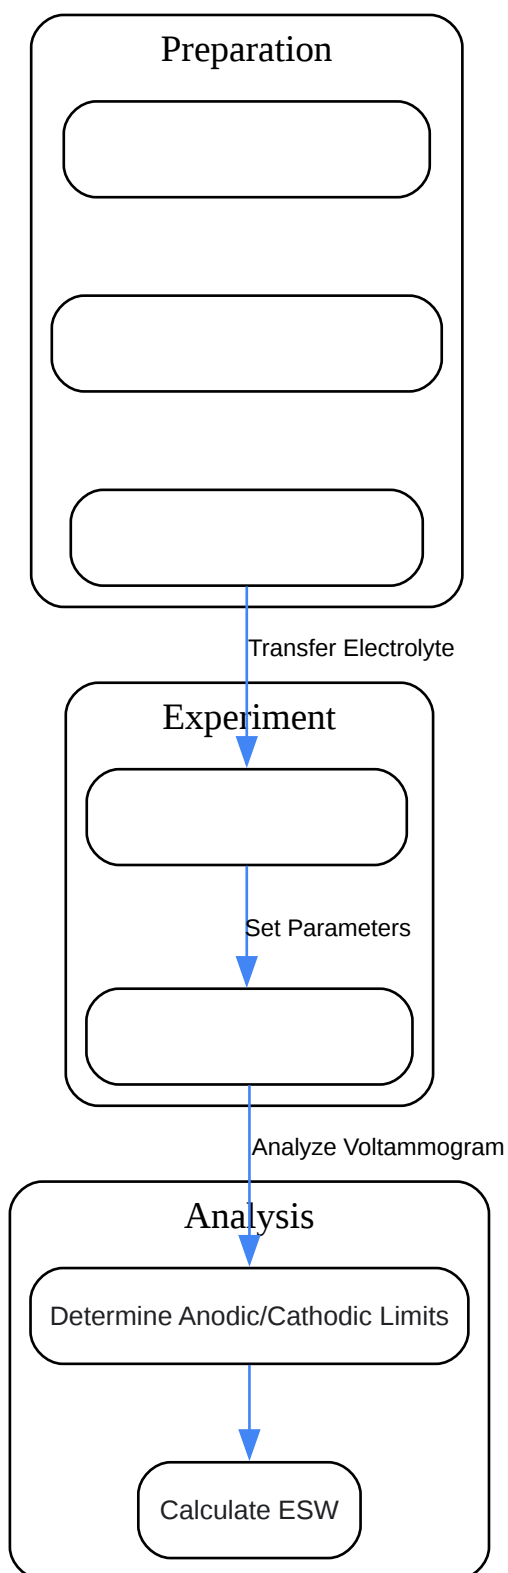 Preparation
Transfer Electrolyte
Experiment
Set Parameters
Analyze Voltammogram
Analysis
Determine Anodic/Cathodic Limits
Calculate ESW